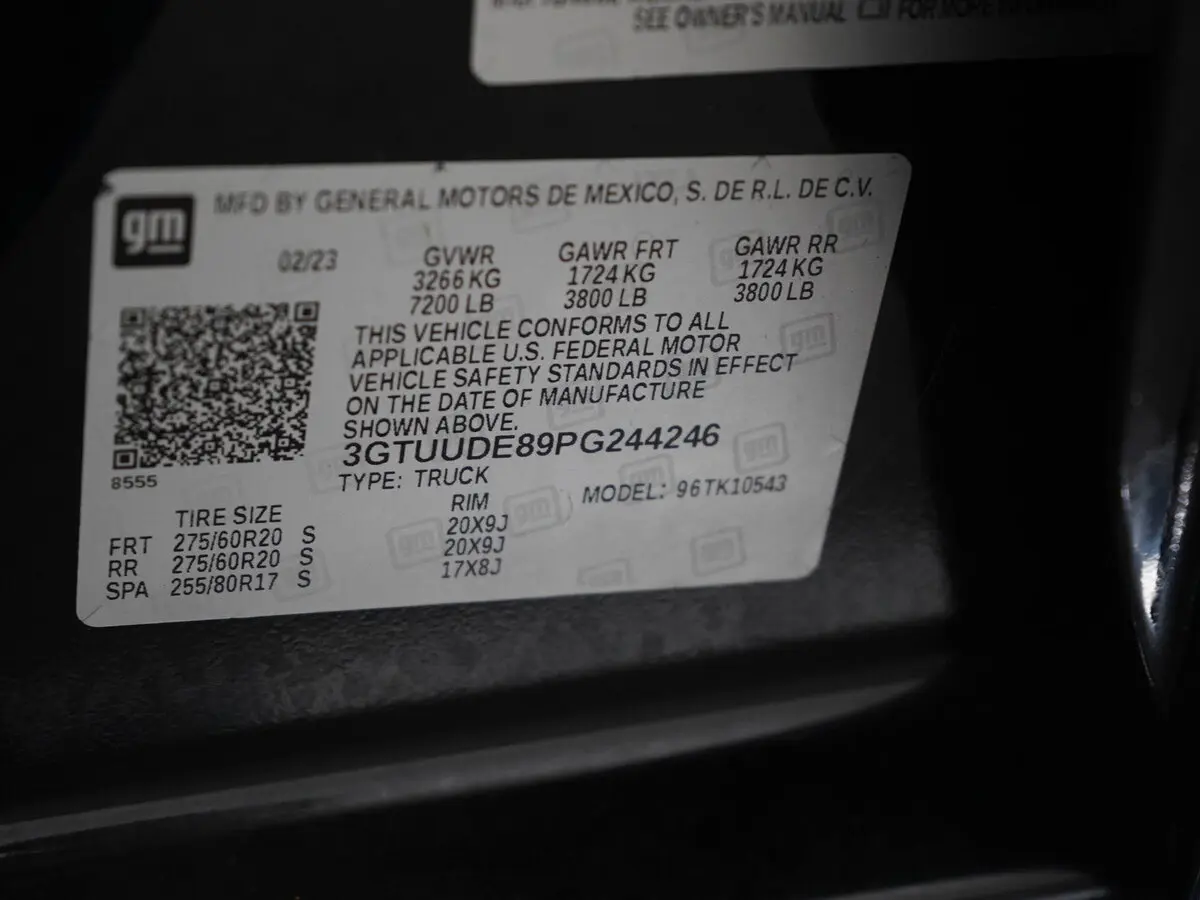 SEE OWNER'S MANUAL FOR MORE
gm
MFD BY GENERAL MOTORS DE MEXICO, S. DE R.L. DE C.V.
02/23 GVWR GAWR FRT GAWR RR
3266 KG 1724 KG 1724 KG
7200 LB 3800 LB 3800 LB
THIS VEHICLE CONFORMS TO ALL
APPLICABLE U.S. FEDERAL MOTOR
VEHICLE SAFETY STANDARDS IN EFFECT
ON THE DATE OF MANUFACTURE
SHOWN ABOVE.
3GTUUDE89PG244246
8555
TYPE: TRUCK
MODEL: 96TK10543
TIRE SIZE RIM
FRT 275/60R20 S 20X9J
RR 275/60R20 S 20X9J
SPA 255/80R17 S 17X8J